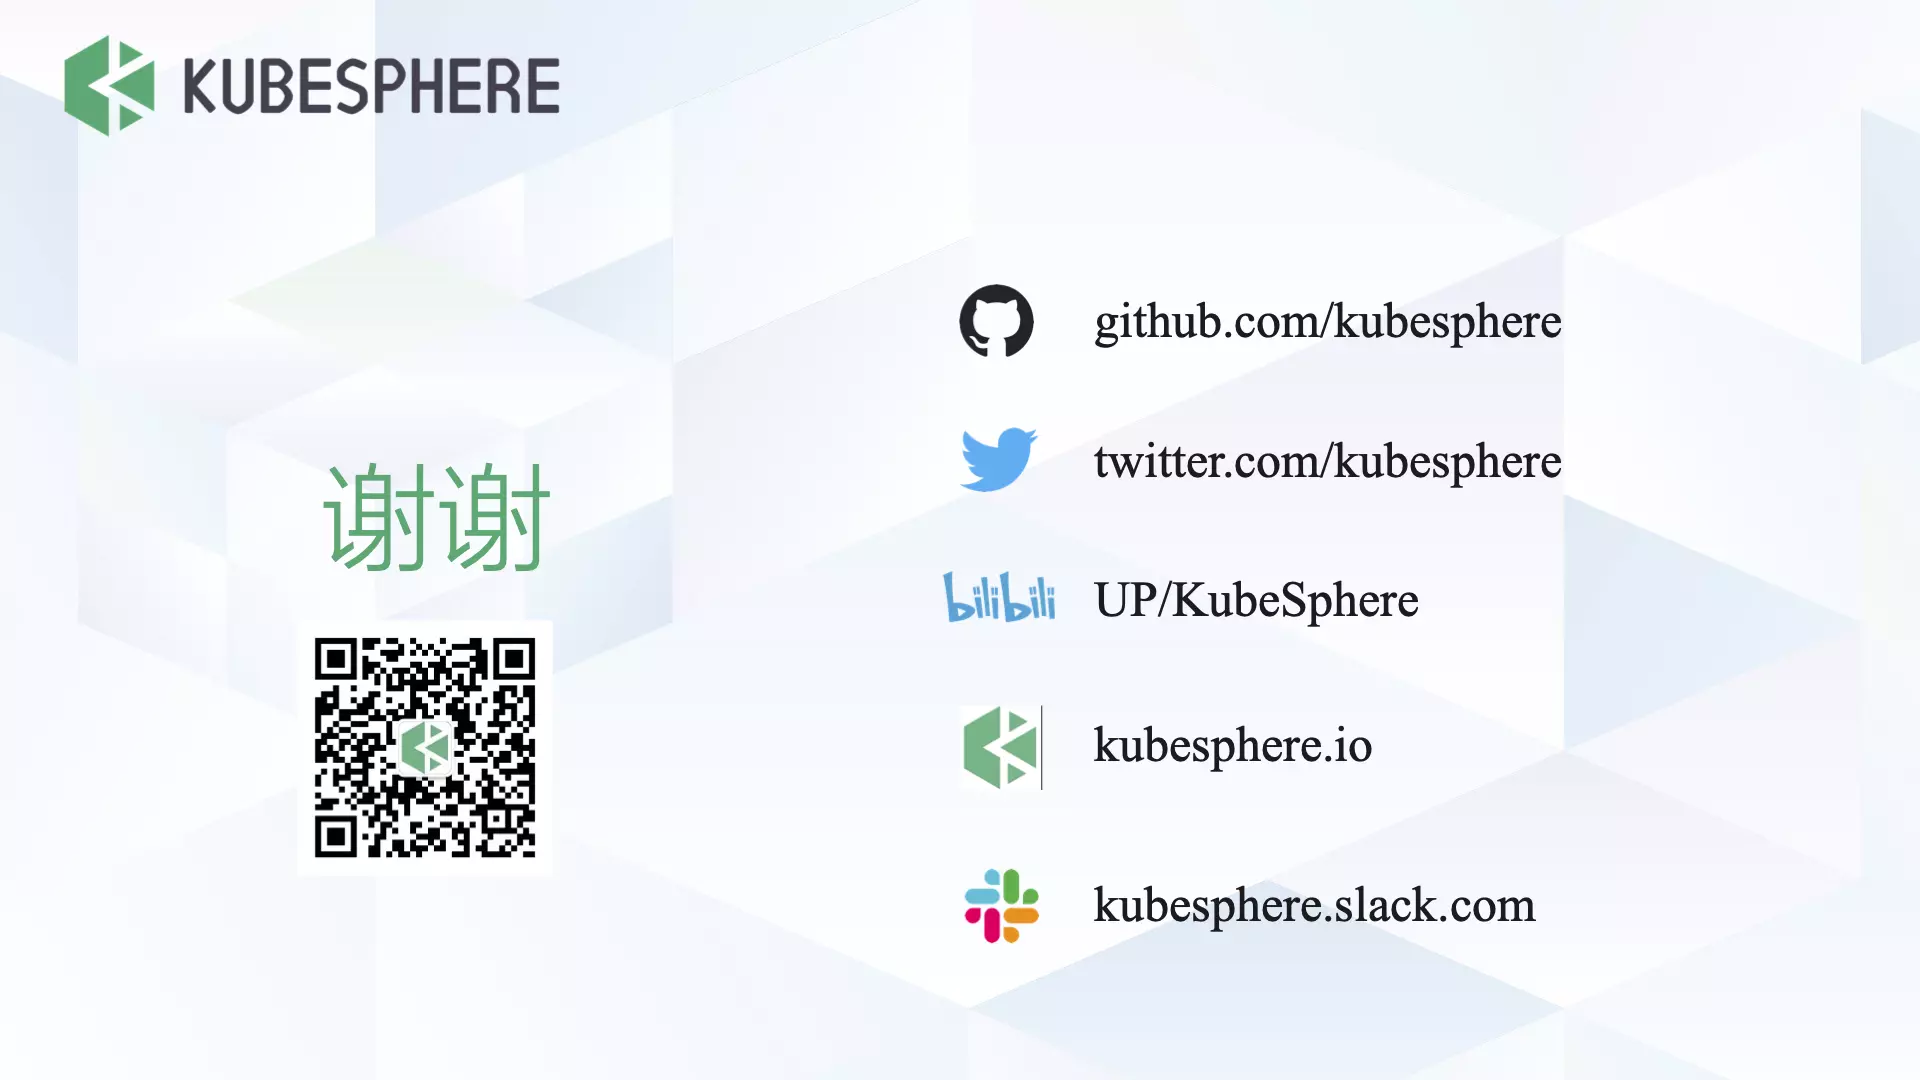 KUBESPHERE
谢谢
github.com/kubesphere
twitter.com/kubesphere
bilibili UP/KubeSphere
kubesphere.io
kubesphere.slack.com